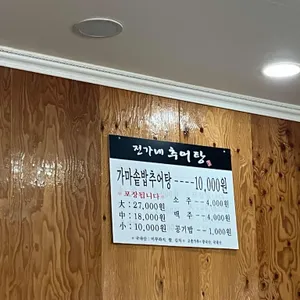 진가네 추어탕
가마솥밥추어탕----10,000원
포장됩니다
大: 27,000원 소 주 - 4,000원
中: 18,000원 맥 주 - 4,000원
小: 10,000원 공기밥 - 1,000원